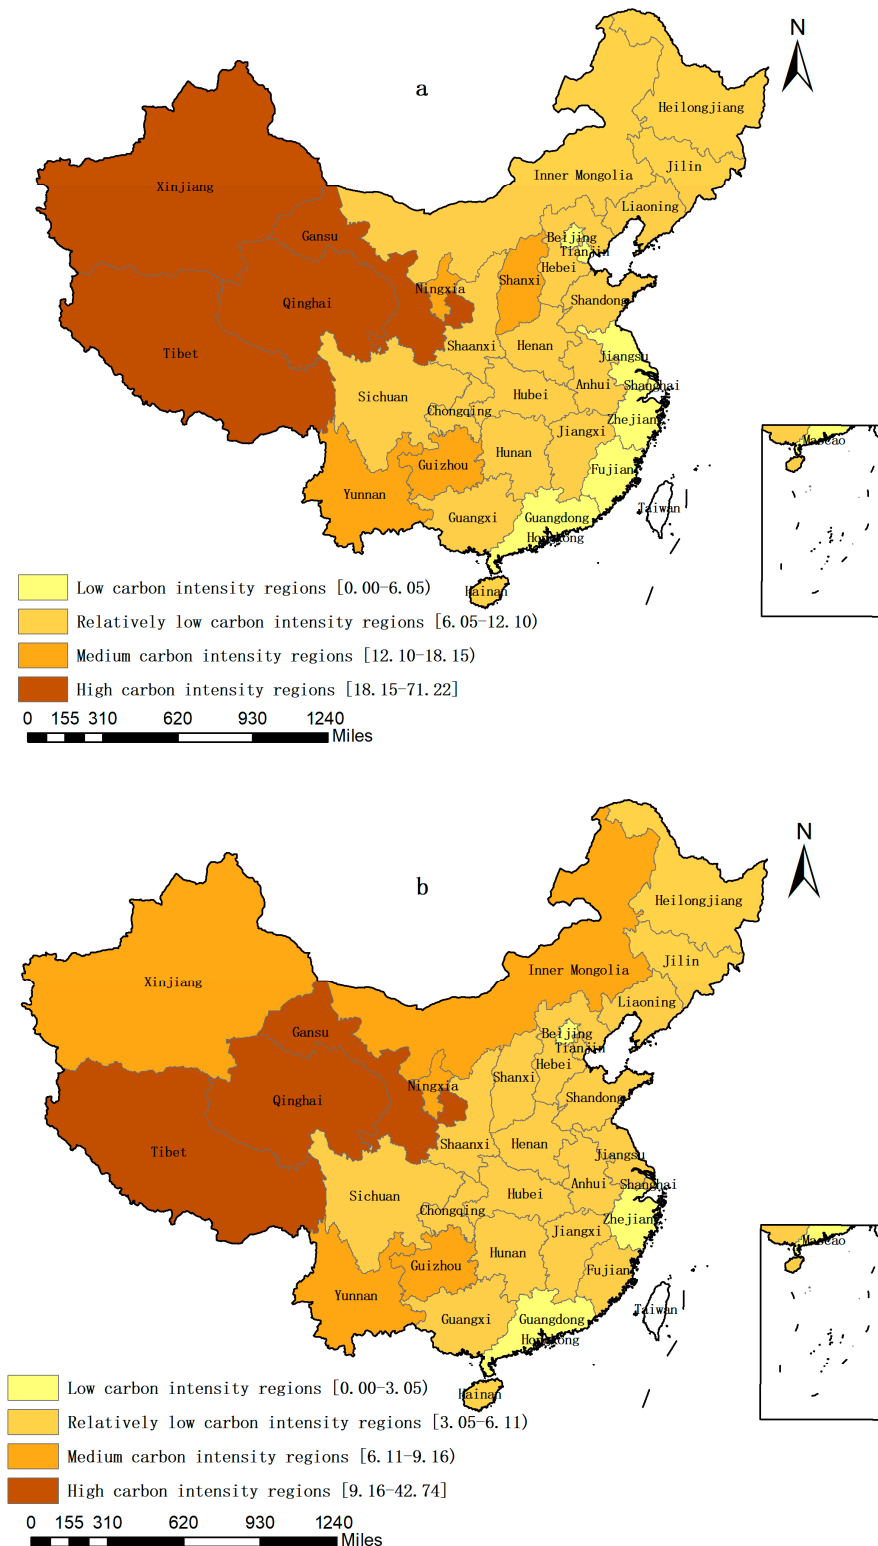 N
a
Heilongjiang
Xinjiang
Inner Mongolia
Jilin
Liaoning
Gansu
Beijing
Tianjin
Hebei
Ningxia
Shanxi
Shandong
Qinghai
Tibet
Shaanxi
Henan
Jiangsu
Sichuan
Hubei
Anhui
Shanghai
Chongqing
Zhejiang
Jiangxi
Hunan
Guizhou
Fujian
Macao
Yunnan
Guangxi
Guangdong
Taiwan
Hongkong
Hainan
Low carbon intensity regions [0.00-6.05)
Relatively low carbon intensity regions [6.05-12.10)
Medium carbon intensity regions [12.10-18.15)
High carbon intensity regions [18.15-71.22]
0 155 310 620 930 1240
Miles
N
b
Heilongjiang
Xinjiang
Inner Mongolia
Jilin
Liaoning
Gansu
Beijing
Tianjin
Hebei
Ningxia
Shanxi
Shandong
Qinghai
Tibet
Shaanxi
Henan
Jiangsu
Sichuan
Hubei
Anhui
Shanghai
Chongqing
Zhejiang
Jiangxi
Hunan
Guizhou
Fujian
Macao
Yunnan
Guangxi
Guangdong
Taiwan
Hongkong
Hainan
Low carbon intensity regions [0.00-3.05)
Relatively low carbon intensity regions [3.05-6.11)
Medium carbon intensity regions [6.11-9.16)
High carbon intensity regions [9.16-42.74]
0 155 310 620 930 1240
Miles